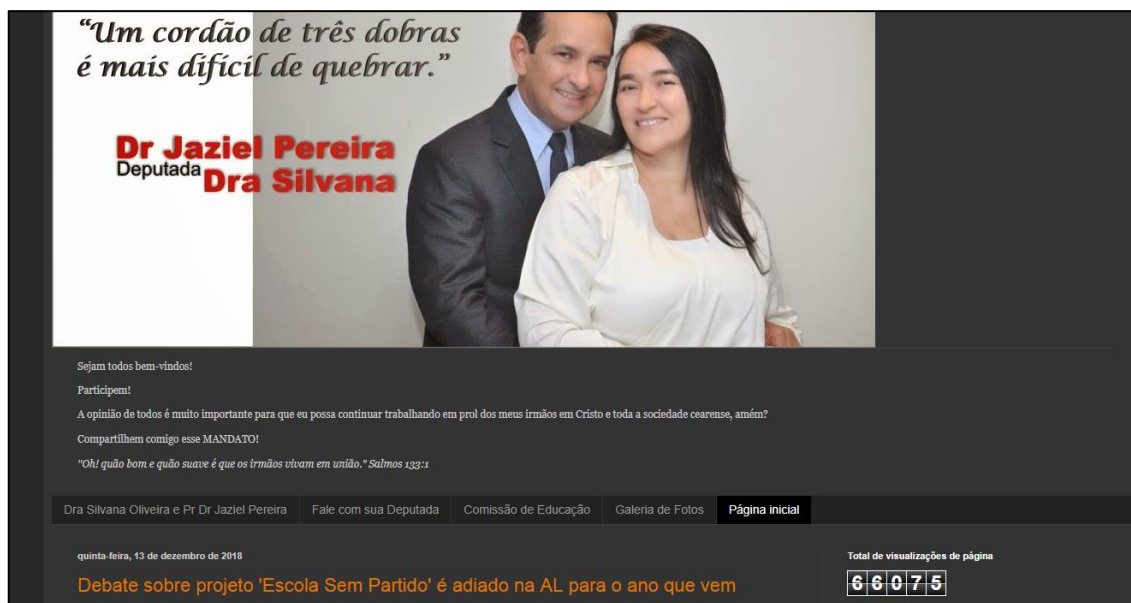 “Um cordão de três dobras
é mais difícil de quebrar.”
Dr Jaziel Pereira
Deputada Dra Silvana
Sejam todos bem-vindos!
Participem!
A opinião de todos é muito importante para que eu possa continuar trabalhando em prol dos meus irmãos em Cristo e toda a sociedade cearense, amém?
Compartilhem comigo esse MANDATO!
"Oh! quão bom e quão suave é que os irmãos vivam em união." Salmos 133:1
Dra Silvana Oliveira e Pr Dr Jaziel Pereira Fale com sua Deputada Comissão de Educação Galeria de Fotos Página inicial
quinta-feira, 13 de dezembro de 2018
Debate sobre projeto 'Escola Sem Partido' é adiado na AL para o ano que vem
Total de visualizações de página
66075